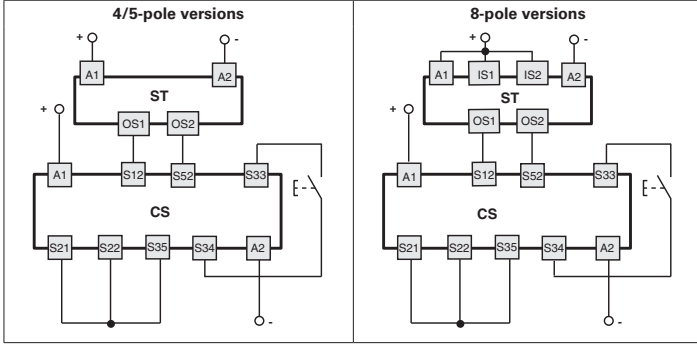 4/5-pole versions
+ -
A1 A2
ST
+ OS1 OS2
A1 S12 S52 S33
CS
S21 S22 S35 S34 A2
-
8-pole versions
+ -
A1 IS1 IS2 A2
ST
+ OS1 OS2
A1 S12 S52 S33
CS
S21 S22 S35 S34 A2
-